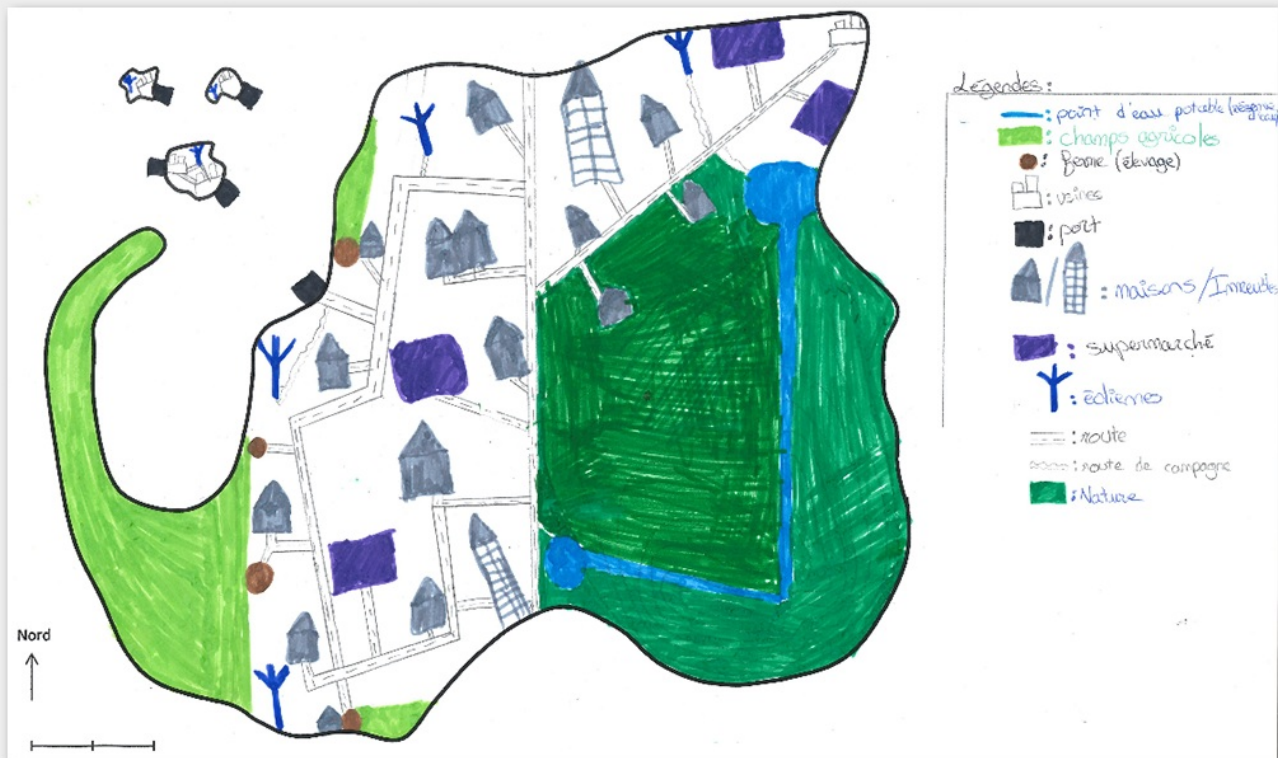 Légendes :
: point d'eau potable (réserve
: champs agricoles
: ferme (élevage)
: usines
: port
: maisons/Immeubles
: supermarché
: éoliennes
: route
: route de campagne
: Nature
Nord